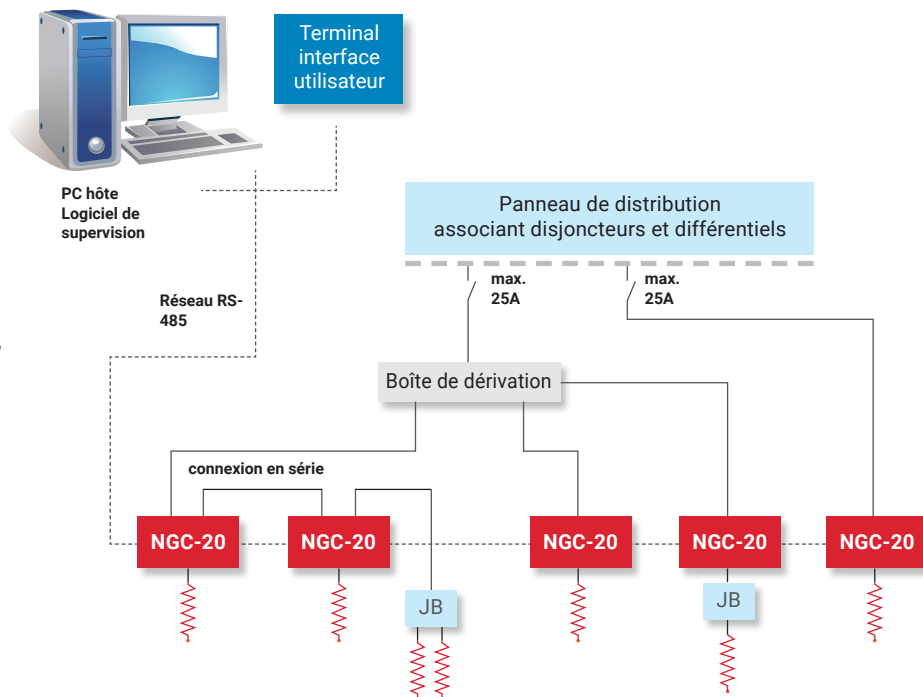 Terminal
interface
utilisateur
PC hôte
Logiciel de
supervision
Panneau de distribution
associant disjoncteurs et différentiels
max.
25A
max.
25A
Réseau RS-
485
Boîte de dérivation
connexion en série
NGC-20
NGC-20
NGC-20
NGC-20
NGC-20
JB
JB